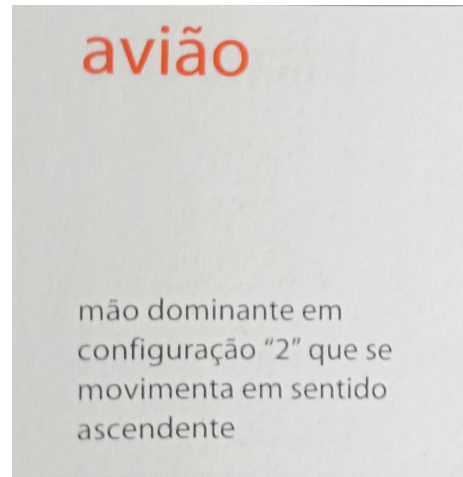 avião
mão dominante em
configuração “2” que se
movimenta em sentido
ascendente